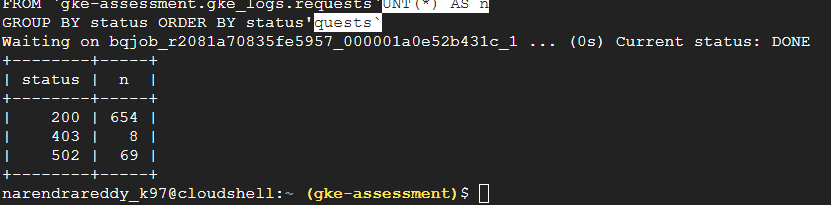 FROM `gke-assessment.gke_logs.requests`UNT(*) AS n
GROUP BY status ORDER BY status'quests`
Waiting on bqjob_r2081a70835fe5957_000001a0e52b431c_1 ... (0s) Current status: DONE
+--------+-----+
| status |  n  |
+--------+-----+
|    200 | 654 |
|    403 |   8 |
|    502 |  69 |
+--------+-----+
narendrareddy_k97@cloudshell:~ (gke-assessment)$